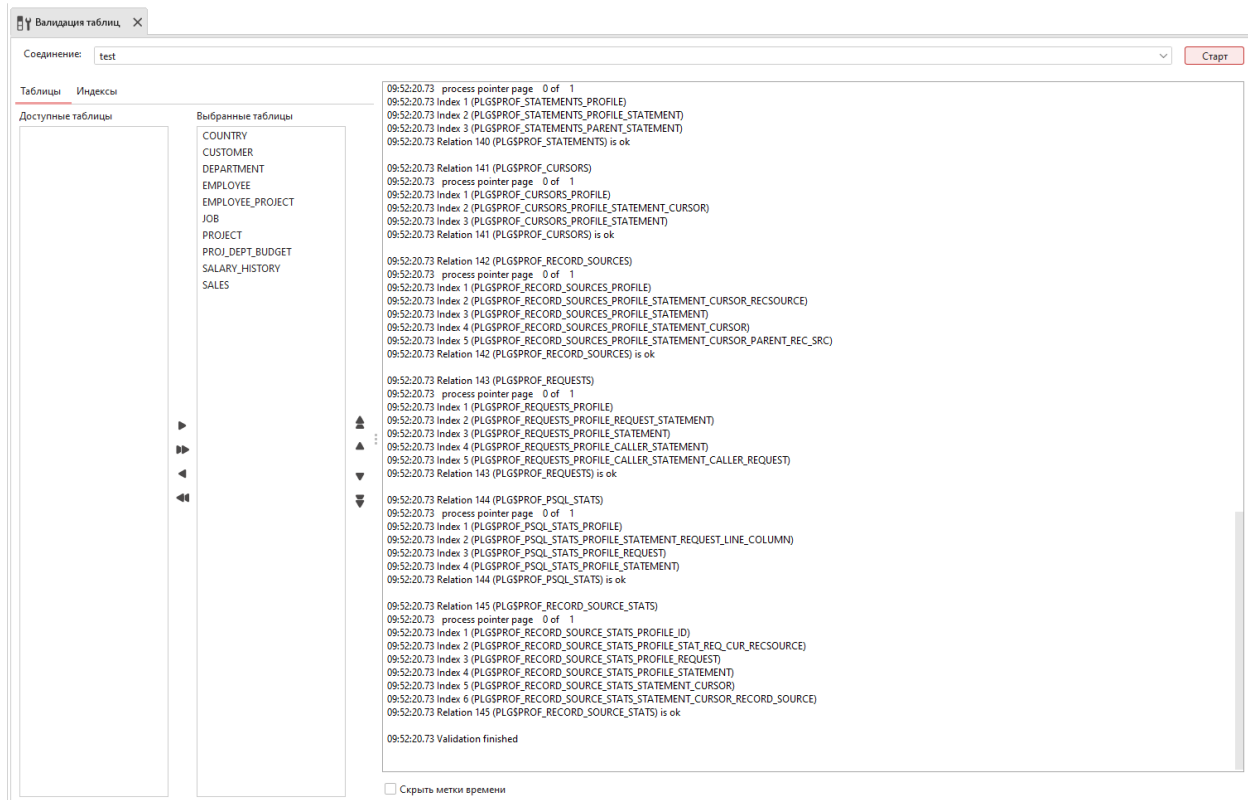 Валидация таблиц
Соединение:
test
Старт
Таблицы
Индексы
Доступные таблицы
Выбранные таблицы
COUNTRY
CUSTOMER
DEPARTMENT
EMPLOYEE
EMPLOYEE_PROJECT
JOB
PROJECT
PROJ_DEPT_BUDGET
SALARY_HISTORY
SALES
09:52:20.73   process pointer page   0 of   1
09:52:20.73 Index 1 (PLG$PROF_STATEMENTS_PROFILE)
09:52:20.73 Index 2 (PLG$PROF_STATEMENTS_PROFILE_STATEMENT)
09:52:20.73 Index 3 (PLG$PROF_STATEMENTS_PARENT_STATEMENT)
09:52:20.73 Relation 140 (PLG$PROF_STATEMENTS) is ok
09:52:20.73 Relation 141 (PLG$PROF_CURSORS)
09:52:20.73   process pointer page   0 of   1
09:52:20.73 Index 1 (PLG$PROF_CURSORS_PROFILE)
09:52:20.73 Index 2 (PLG$PROF_CURSORS_PROFILE_STATEMENT_CURSOR)
09:52:20.73 Index 3 (PLG$PROF_CURSORS_PROFILE_STATEMENT)
09:52:20.73 Relation 141 (PLG$PROF_CURSORS) is ok
09:52:20.73 Relation 142 (PLG$PROF_RECORD_SOURCES)
09:52:20.73   process pointer page   0 of   1
09:52:20.73 Index 1 (PLG$PROF_RECORD_SOURCES_PROFILE)
09:52:20.73 Index 2 (PLG$PROF_RECORD_SOURCES_PROFILE_STATEMENT_CURSOR_RECSOURCE)
09:52:20.73 Index 3 (PLG$PROF_RECORD_SOURCES_PROFILE_STATEMENT)
09:52:20.73 Index 4 (PLG$PROF_RECORD_SOURCES_PROFILE_STATEMENT_CURSOR)
09:52:20.73 Index 5 (PLG$PROF_RECORD_SOURCES_PROFILE_STATEMENT_CURSOR_PARENT_REC_SRC)
09:52:20.73 Relation 142 (PLG$PROF_RECORD_SOURCES) is ok
09:52:20.73 Relation 143 (PLG$PROF_REQUESTS)
09:52:20.73   process pointer page   0 of   1
09:52:20.73 Index 1 (PLG$PROF_REQUESTS_PROFILE)
09:52:20.73 Index 2 (PLG$PROF_REQUESTS_PROFILE_REQUEST_STATEMENT)
09:52:20.73 Index 3 (PLG$PROF_REQUESTS_PROFILE_STATEMENT)
09:52:20.73 Index 4 (PLG$PROF_REQUESTS_PROFILE_CALLER_STATEMENT)
09:52:20.73 Index 5 (PLG$PROF_REQUESTS_PROFILE_CALLER_STATEMENT_CALLER_REQUEST)
09:52:20.73 Relation 143 (PLG$PROF_REQUESTS) is ok
09:52:20.73 Relation 144 (PLG$PROF_PSQL_STATS)
09:52:20.73   process pointer page   0 of   1
09:52:20.73 Index 1 (PLG$PROF_PSQL_STATS_PROFILE)
09:52:20.73 Index 2 (PLG$PROF_PSQL_STATS_PROFILE_STATEMENT_REQUEST_LINE_COLUMN)
09:52:20.73 Index 3 (PLG$PROF_PSQL_STATS_PROFILE_REQUEST)
09:52:20.73 Index 4 (PLG$PROF_PSQL_STATS_PROFILE_STATEMENT)
09:52:20.73 Relation 144 (PLG$PROF_PSQL_STATS) is ok
09:52:20.73 Relation 145 (PLG$PROF_RECORD_SOURCE_STATS)
09:52:20.73   process pointer page   0 of   1
09:52:20.73 Index 1 (PLG$PROF_RECORD_SOURCE_STATS_PROFILE_ID)
09:52:20.73 Index 2 (PLG$PROF_RECORD_SOURCE_STATS_PROFILE_STAT_REQ_CUR_RECSOURCE)
09:52:20.73 Index 3 (PLG$PROF_RECORD_SOURCE_STATS_PROFILE_REQUEST)
09:52:20.73 Index 4 (PLG$PROF_RECORD_SOURCE_STATS_PROFILE_STATEMENT)
09:52:20.73 Index 5 (PLG$PROF_RECORD_SOURCE_STATS_STATEMENT_CURSOR)
09:52:20.73 Index 6 (PLG$PROF_RECORD_SOURCE_STATS_STATEMENT_CURSOR_RECORD_SOURCE)
09:52:20.73 Relation 145 (PLG$PROF_RECORD_SOURCE_STATS) is ok
09:52:20.73 Validation finished
Скрыть метки времени